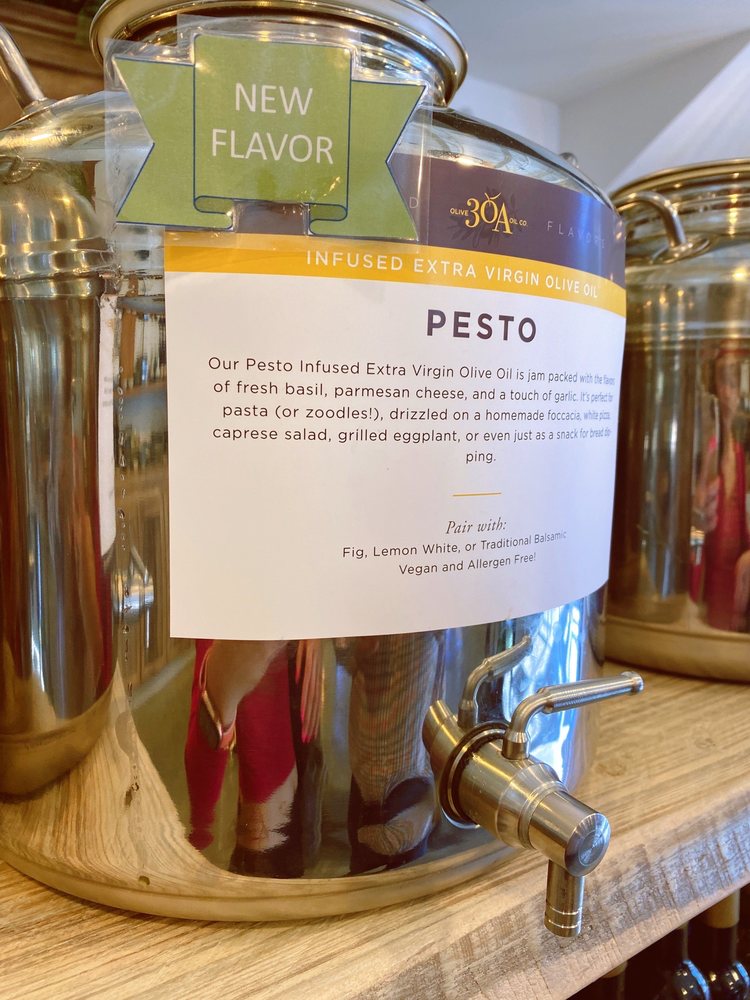 NEW
FLAVOR
OLIVE 30A OIL CO.
FLAVORS
INFUSED EXTRA VIRGIN OLIVE OIL
PESTO
Our Pesto Infused Extra Virgin Olive Oil is jam packed with the flavors
of fresh basil, parmesan cheese, and a touch of garlic. It's perfect for
pasta (or zoodles!), drizzled on a homemade foccacia, white pizza,
caprese salad, grilled eggplant, or even just as a snack for bread dip-
ping.
Pair with:
Fig, Lemon White, or Traditional Balsamic
Vegan and Allergen Free!